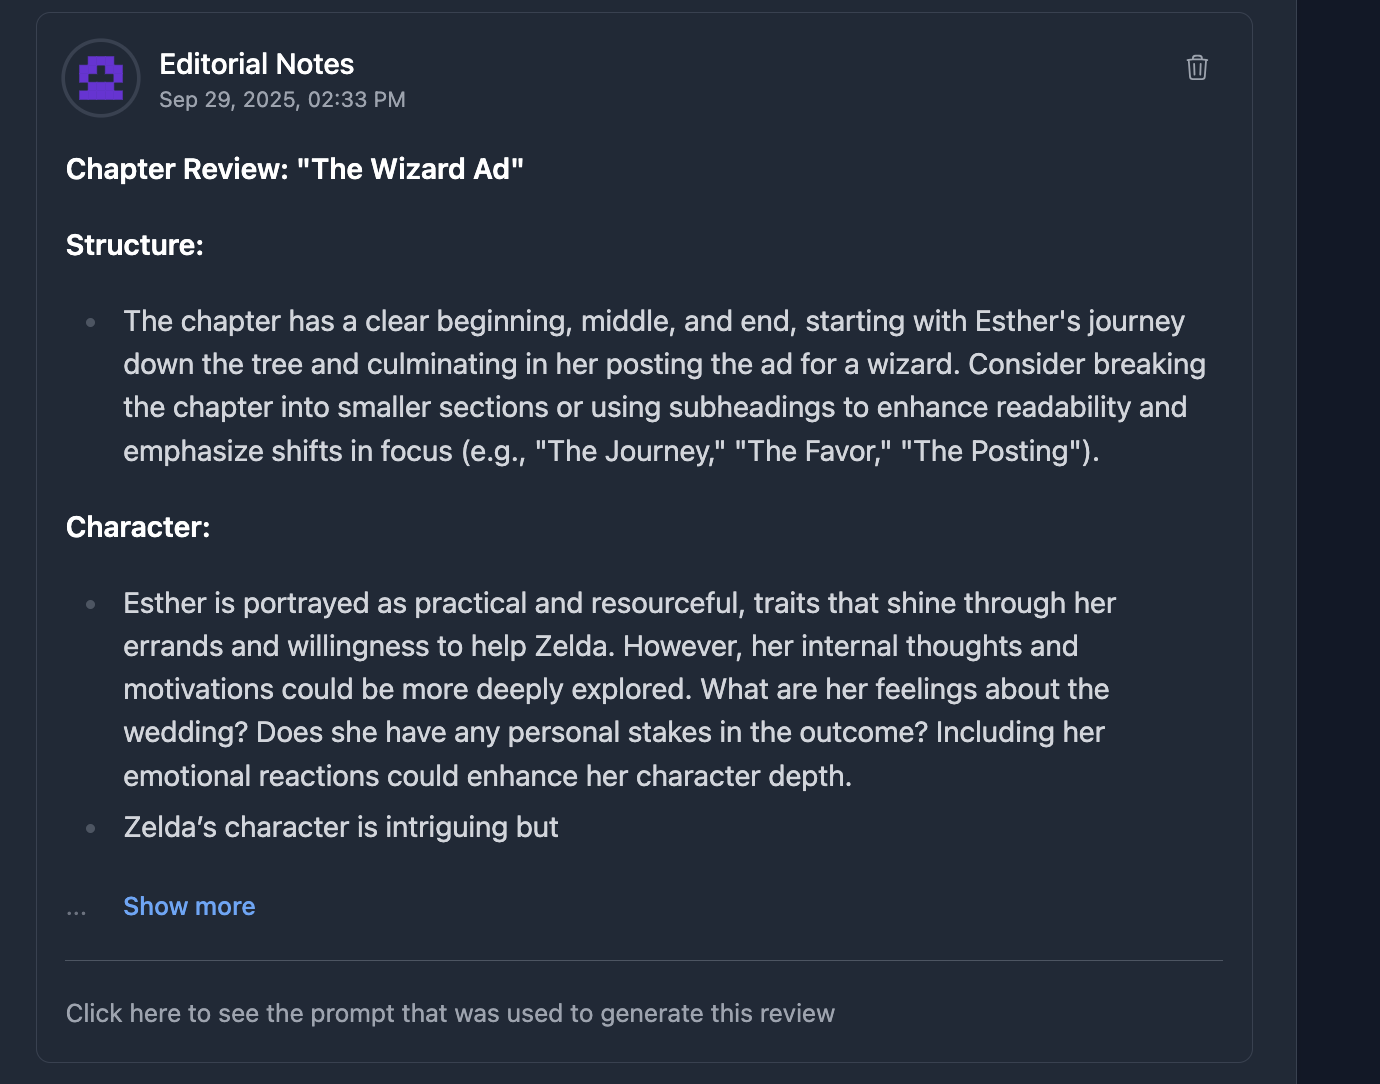 Editorial Notes
Sep 29, 2025, 02:33 PM
Chapter Review: "The Wizard Ad"
Structure:
The chapter has a clear beginning, middle, and end, starting with Esther's journey
down the tree and culminating in her posting the ad for a wizard. Consider breaking
the chapter into smaller sections or using subheadings to enhance readability and
emphasize shifts in focus (e.g., "The Journey," "The Favor," "The Posting").
Character:
Esther is portrayed as practical and resourceful, traits that shine through her
errands and willingness to help Zelda. However, her internal thoughts and
motivations could be more deeply explored. What are her feelings about the
wedding? Does she have any personal stakes in the outcome? Including her
emotional reactions could enhance her character depth.
Zelda’s character is intriguing but
... Show more
Click here to see the prompt that was used to generate this review